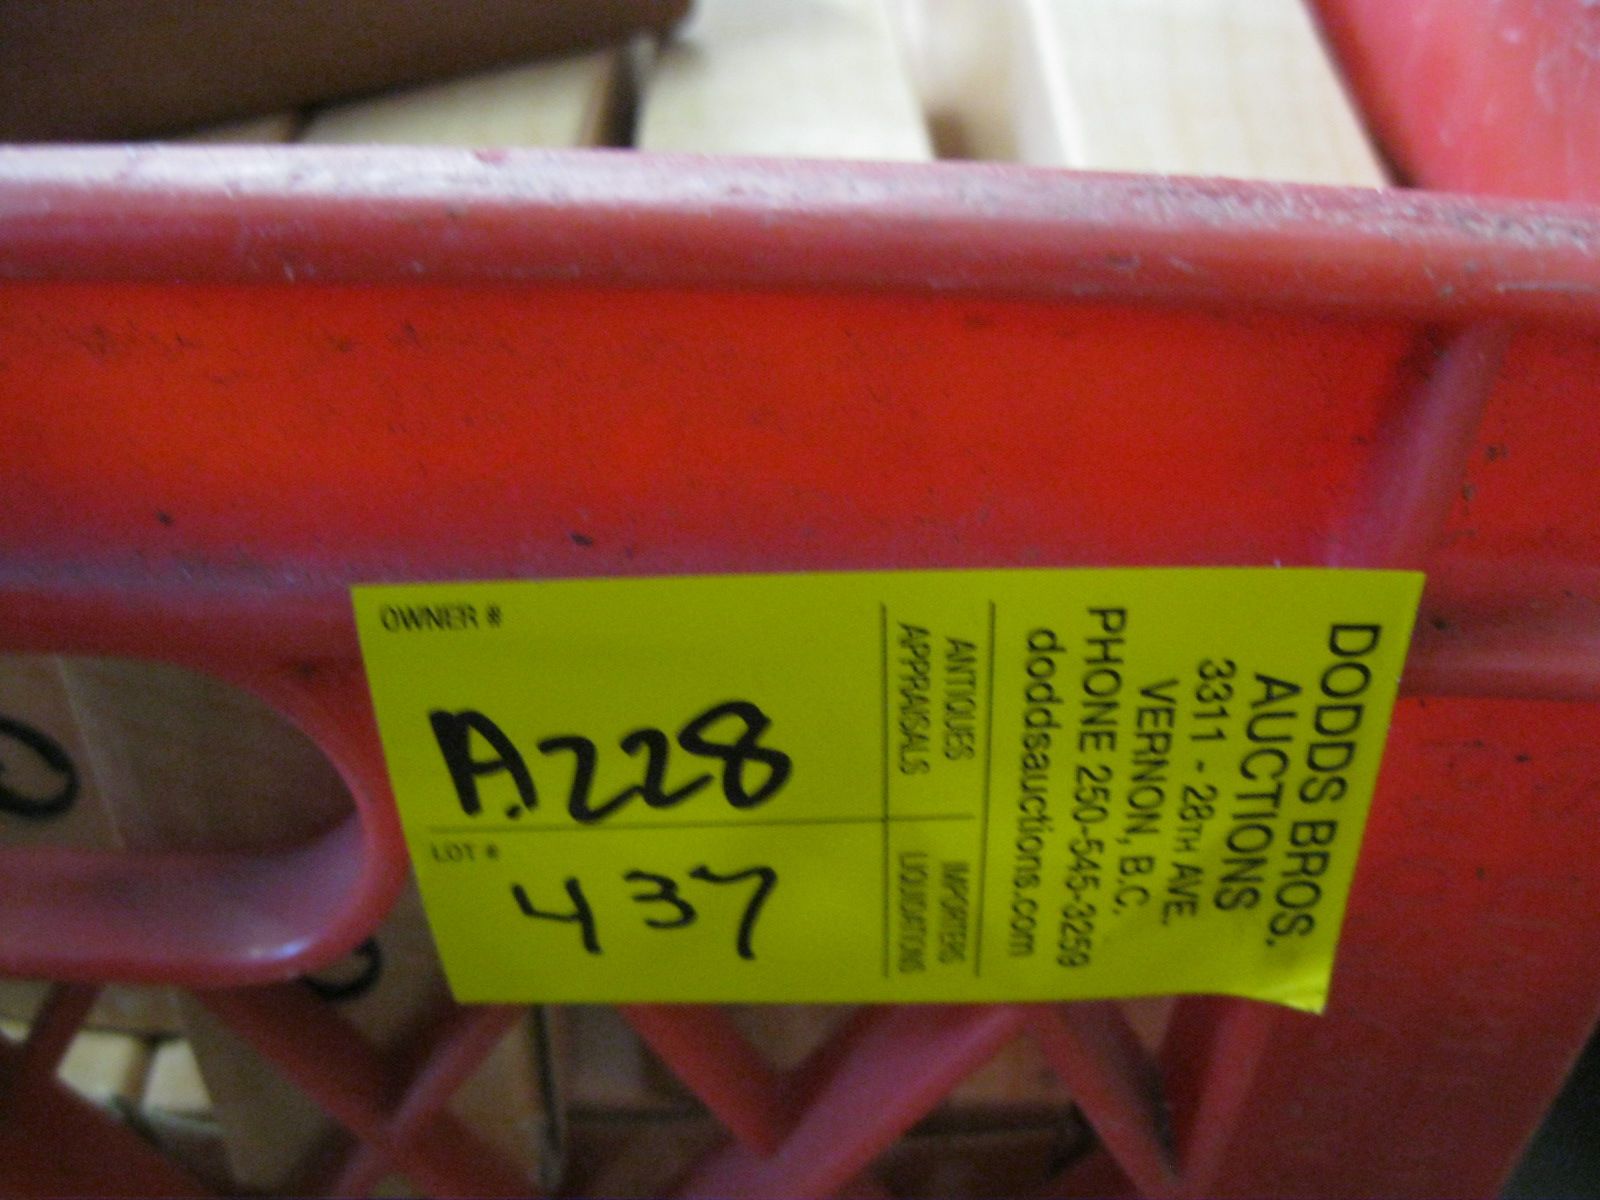 OWNER #
A228
LOT #
437
ANTIQUES
APPRAISALS
IMPORTERS
LIQUIDATIONS
DODDS BROS.
AUCTIONS
3311 - 28TH AVE.
VERNON, B.C.
PHONE 250-545-3259
doddsauctions.com